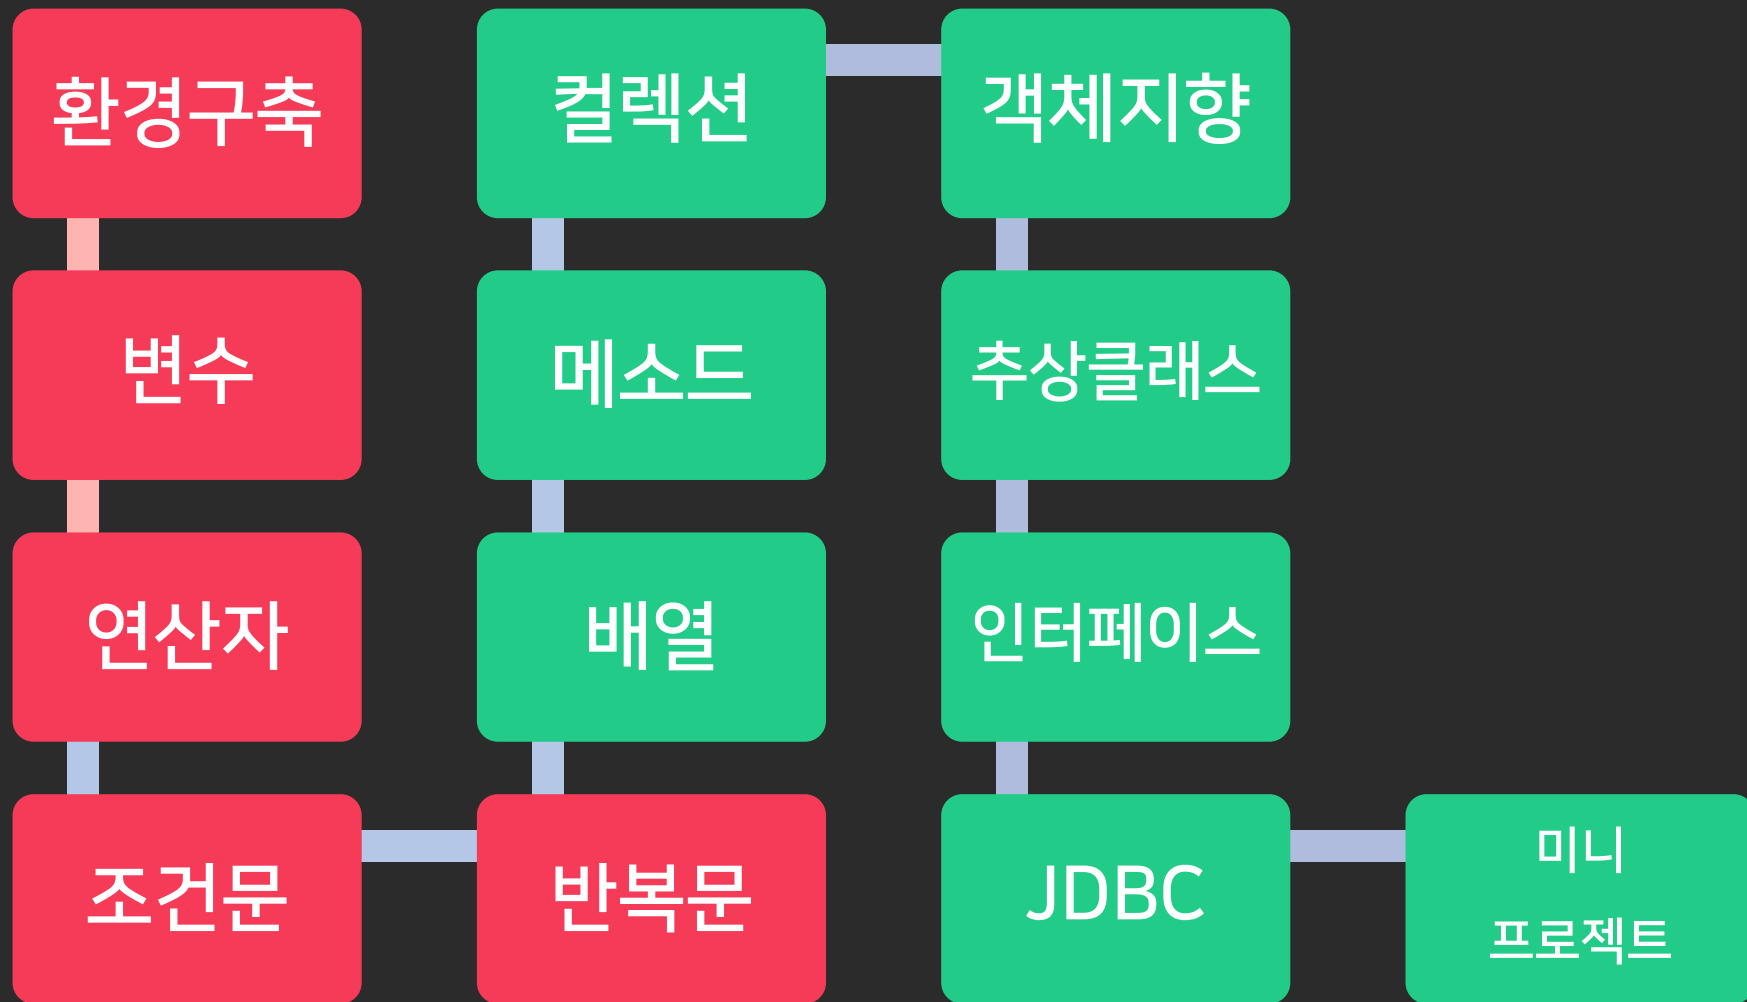 환경구축
컬렉션
객체지향
변수
메소드
추상클래스
연산자
배열
인터페이스
조건문
반복문
JDBC
미니
프로젝트